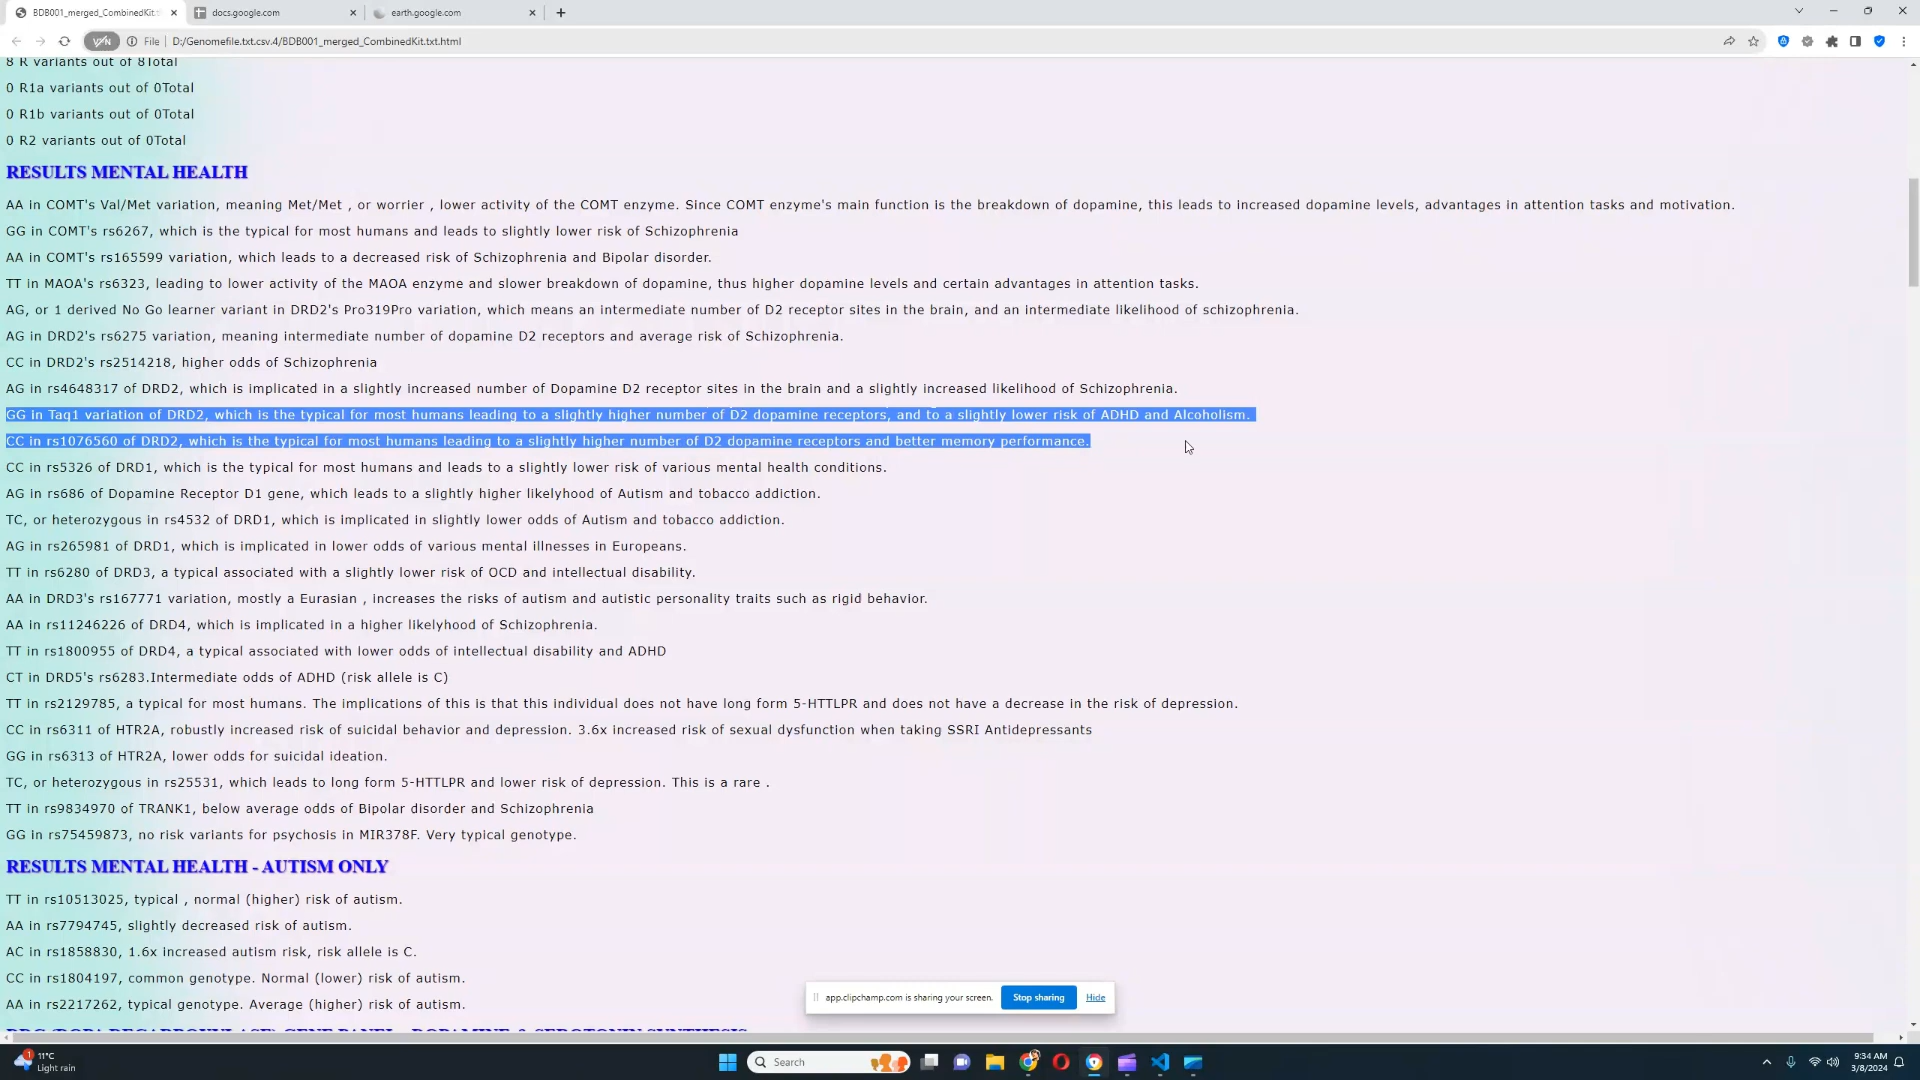 BDB001_merged_CombinedKit.t
docs.google.com
earth.google.com
VPN
File
D:/Genomefile.txt.csv.4/BDB001_merged_CombinedKit.txt.html
8 R variants out of 8Total
0 R1a variants out of 0Total
0 R1b variants out of 0Total
0 R2 variants out of 0Total
RESULTS MENTAL HEALTH
AA in COMT's Val/Met variation, meaning Met/Met , or worrier , lower activity of the COMT enzyme. Since COMT enzyme's main function is the breakdown of dopamine, this leads to increased dopamine levels, advantages in attention tasks and motivation.
GG in COMT's rs6267, which is the typical for most humans and leads to slightly lower risk of Schizophrenia
AA in COMT's rs165599 variation, which leads to a decreased risk of Schizophrenia and Bipolar disorder.
TT in MAOA's rs6323, leading to lower activity of the MAOA enzyme and slower breakdown of dopamine, thus higher dopamine levels and certain advantages in attention tasks.
AG, or 1 derived No Go learner variant in DRD2's Pro319Pro variation, which means an intermediate number of D2 receptor sites in the brain, and an intermediate likelihood of schizophrenia.
AG in DRD2's rs6275 variation, meaning intermediate number of dopamine D2 receptors and average risk of Schizophrenia.
CC in DRD2's rs2514218, higher odds of Schizophrenia
AG in rs4648317 of DRD2, which is implicated in a slightly increased number of Dopamine D2 receptor sites in the brain and a slightly increased likelihood of Schizophrenia.
GG in Taq1 variation of DRD2, which is the typical for most humans leading to a slightly higher number of D2 dopamine receptors, and to a slightly lower risk of ADHD and Alcoholism.
CC in rs1076560 of DRD2, which is the typical for most humans leading to a slightly higher number of D2 dopamine receptors and better memory performance.
CC in rs5326 of DRD1, which is the typical for most humans and leads to a slightly lower risk of various mental health conditions.
AG in rs686 of Dopamine Receptor D1 gene, which leads to a slightly higher likelyhood of Autism and tobacco addiction.
TC, or heterozygous in rs4532 of DRD1, which is Implicated in slightly lower odds of Autism and tobacco addiction.
AG in rs265981 of DRD1, which is implicated in lower odds of various mental illnesses in Europeans.
TT in rs6280 of DRD3, a typical associated with a slightly lower risk of OCD and intellectual disability.
AA in DRD3's rs167771 variation, mostly a Eurasian , increases the risks of autism and autistic personality traits such as rigid behavior.
AA in rs11246226 of DRD4, which is implicated in a higher likelyhood of Schizophrenia.
TT in rs1800955 of DRD4, a typical associated with lower odds of intellectual disability and ADHD
CT in DRD5's rs6283.Intermediate odds of ADHD (risk allele is C)
TT in rs2129785, a typical for most humans. The implications of this is that this individual does not have long form 5-HTTLPR and does not have a decrease in the risk of depression.
CC in rs6311 of HTR2A, robustly increased risk of suicidal behavior and depression. 3.6x increased risk of sexual dysfunction when taking SSRI Antidepressants
GG in rs6313 of HTR2A, lower odds for suicidal ideation.
TC, or heterozygous in rs25531, which leads to long form 5-HTTLPR and lower risk of depression. This is a rare .
TT in rs9834970 of TRANK1, below average odds of Bipolar disorder and Schizophrenia
GG in rs75459873, no risk variants for psychosis in MIR378F. Very typical genotype.
RESULTS MENTAL HEALTH - AUTISM ONLY
TT in rs10513025, typical , normal (higher) risk of autism.
AA in rs7794745, slightly decreased risk of autism.
AC in rs1858830, 1.6x increased autism risk, risk allele is C.
CC in rs1804197, common genotype. Normal (lower) risk of autism.
AA in rs2217262, typical genotype. Average (higher) risk of autism.
DDC (DOPA DECARBOXYLASE) GENE PANEL - DOPAMINE & SEROTONIN SYNTHESIS
app.clipchamp.com is sharing your screen.
Stop sharing
Hide
1
11°C
Light rain
Search
9:34 AM
3/8/2024